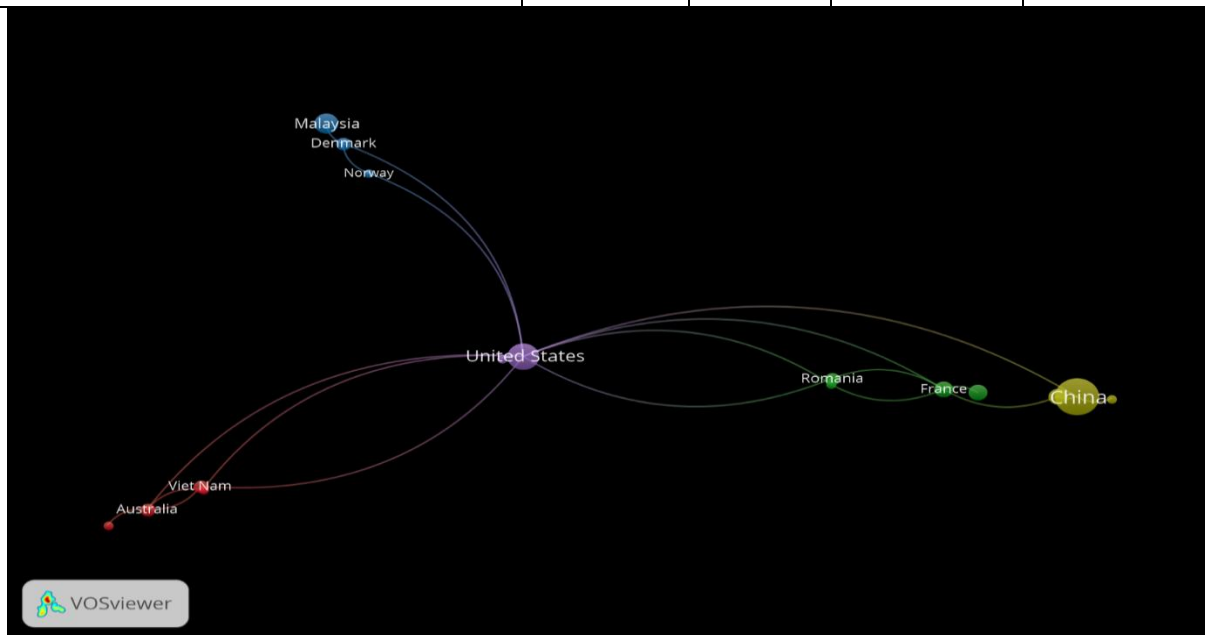 Malaysia
Denmark
Norway
United States
Romania
France
China
Viet Nam
Australia
VOSviewer